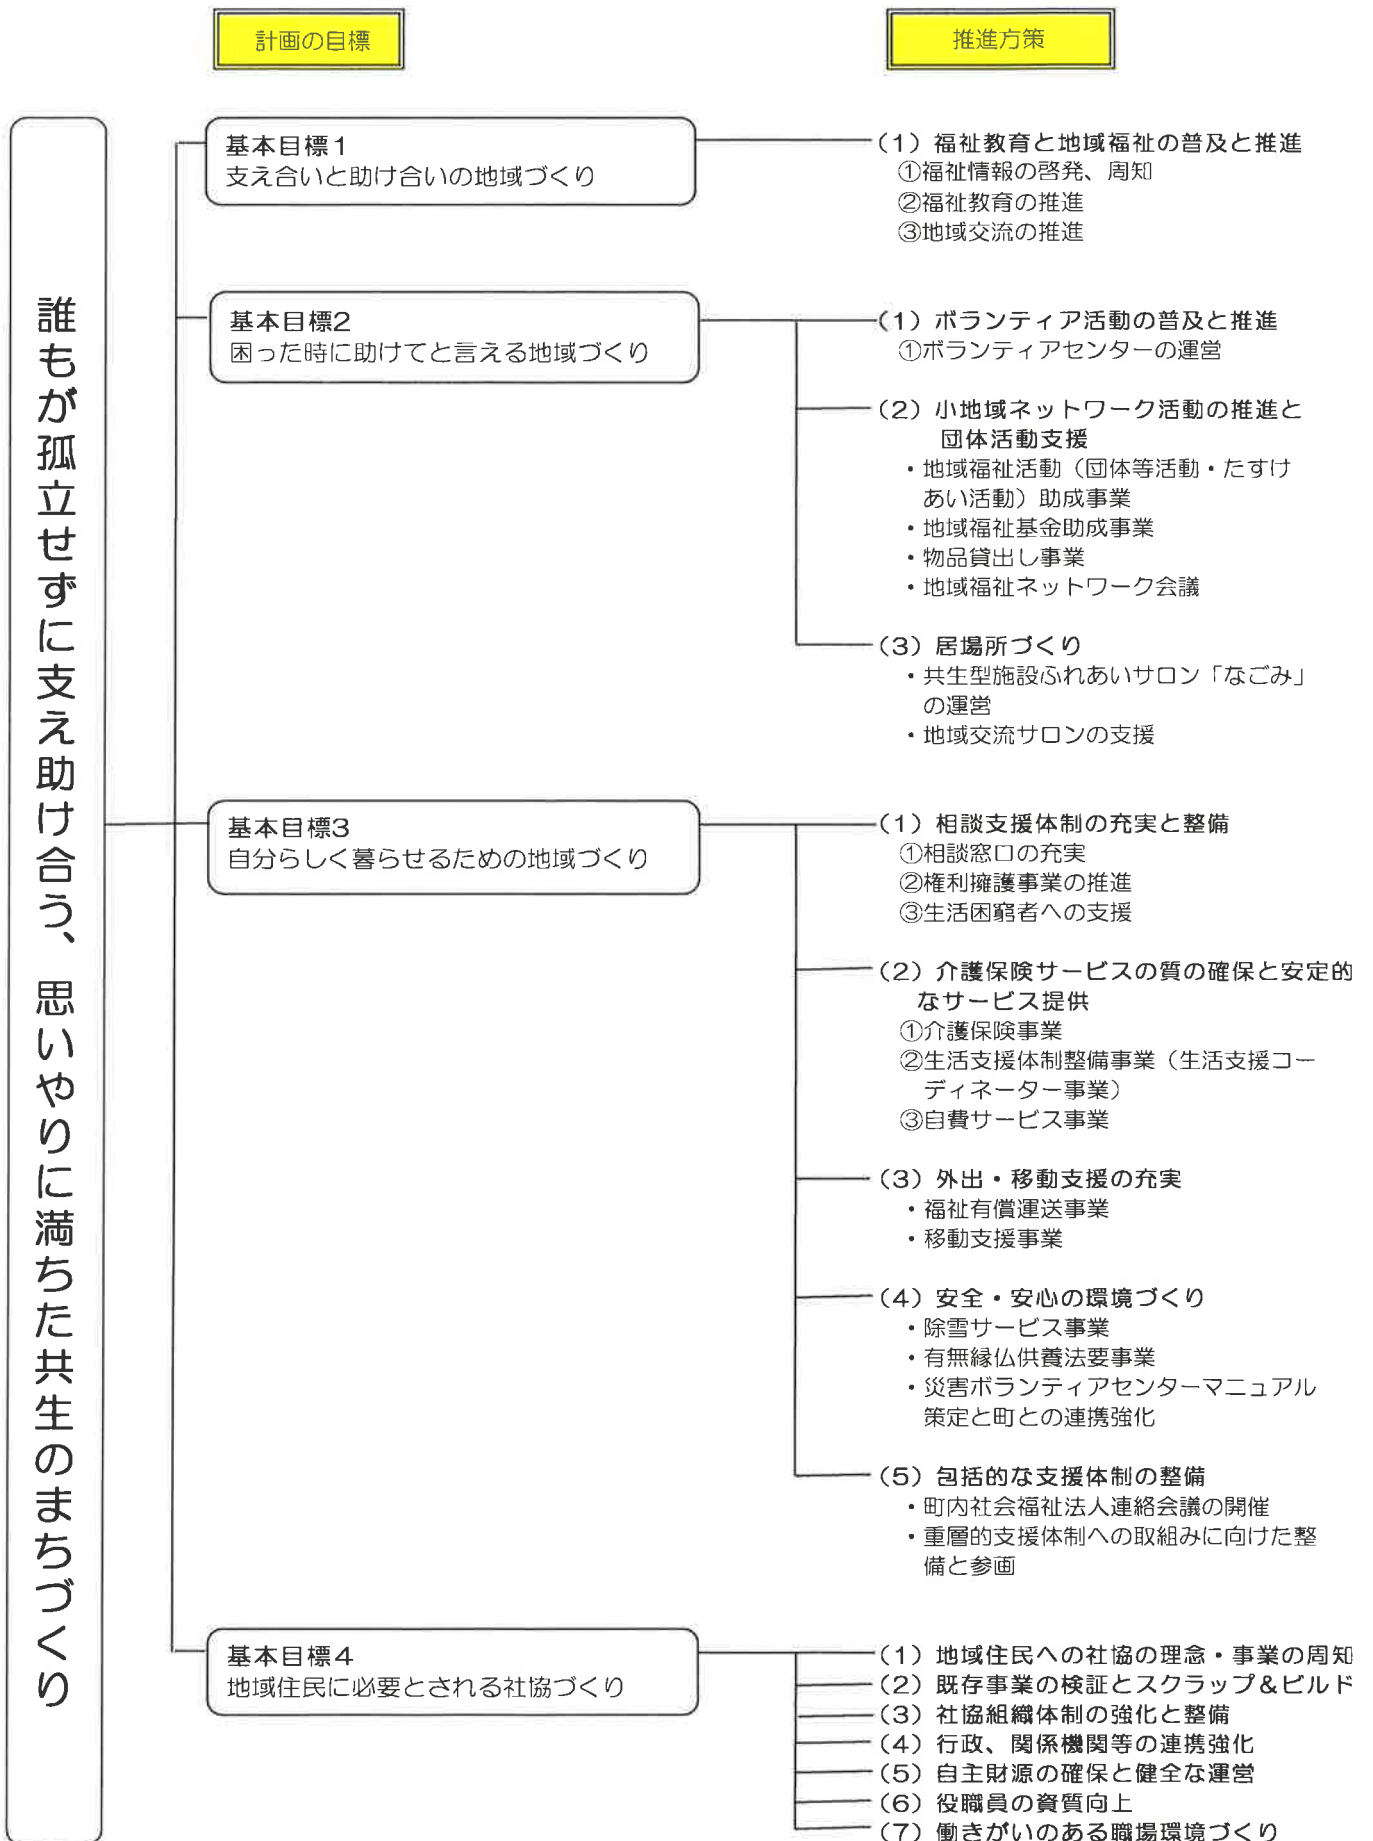 計画の目標
推進方策
誰もが孤立せずに支え助け合う、思いやりに満ちた共生のまちづくり
基本目標1
支え合いと助け合いの地域づくり
(1)福祉教育と地域福祉の普及と推進
①福祉情報の啓発、周知
②福祉教育の推進
③地域交流の推進
基本目標2
困った時に助けてと言える地域づくり
(1)ボランティア活動の普及と推進
①ボランティアセンターの運営
(2)小地域ネットワーク活動の推進と
団体活動支援
・地域福祉活動(団体等活動・たすけ
あい活動)助成事業
・地域福祉基金助成事業
・物品貸出し事業
・地域福祉ネットワーク会議
(3)居場所づくり
・共生型施設ふれあいサロン「なごみ」
の運営
・地域交流サロンの支援
基本目標3
自分らしく暮らせるための地域づくり
(1)相談支援体制の充実と整備
①相談窓口の充実
②権利擁護事業の推進
③生活困窮者への支援
(2)介護保険サービスの質の確保と安定的
なサービス提供
①介護保険事業
②生活支援体制整備事業(生活支援コー
ディネーター事業)
③自費サービス事業
(3)外出・移動支援の充実
・福祉有償運送事業
・移動支援事業
(4)安全・安心の環境づくり
・除雪サービス事業
・有無縁仏供養法要事業
・災害ボランティアセンターマニュアル
策定と町との連携強化
(5)包括的な支援体制の整備
・町内社会福祉法人連絡会議の開催
・重層的支援体制への取組みに向けた整
備と参画
基本目標4
地域住民に必要とされる社協づくり
(1)地域住民への社協の理念・事業の周知
(2)既存事業の検証とスクラップ&ビルド
(3)社協組織体制の強化と整備
(4)行政、関係機関等の連携強化
(5)自主財源の確保と健全な運営
(6)役職員の資質向上
(7)働きがいのある職場環境づくり